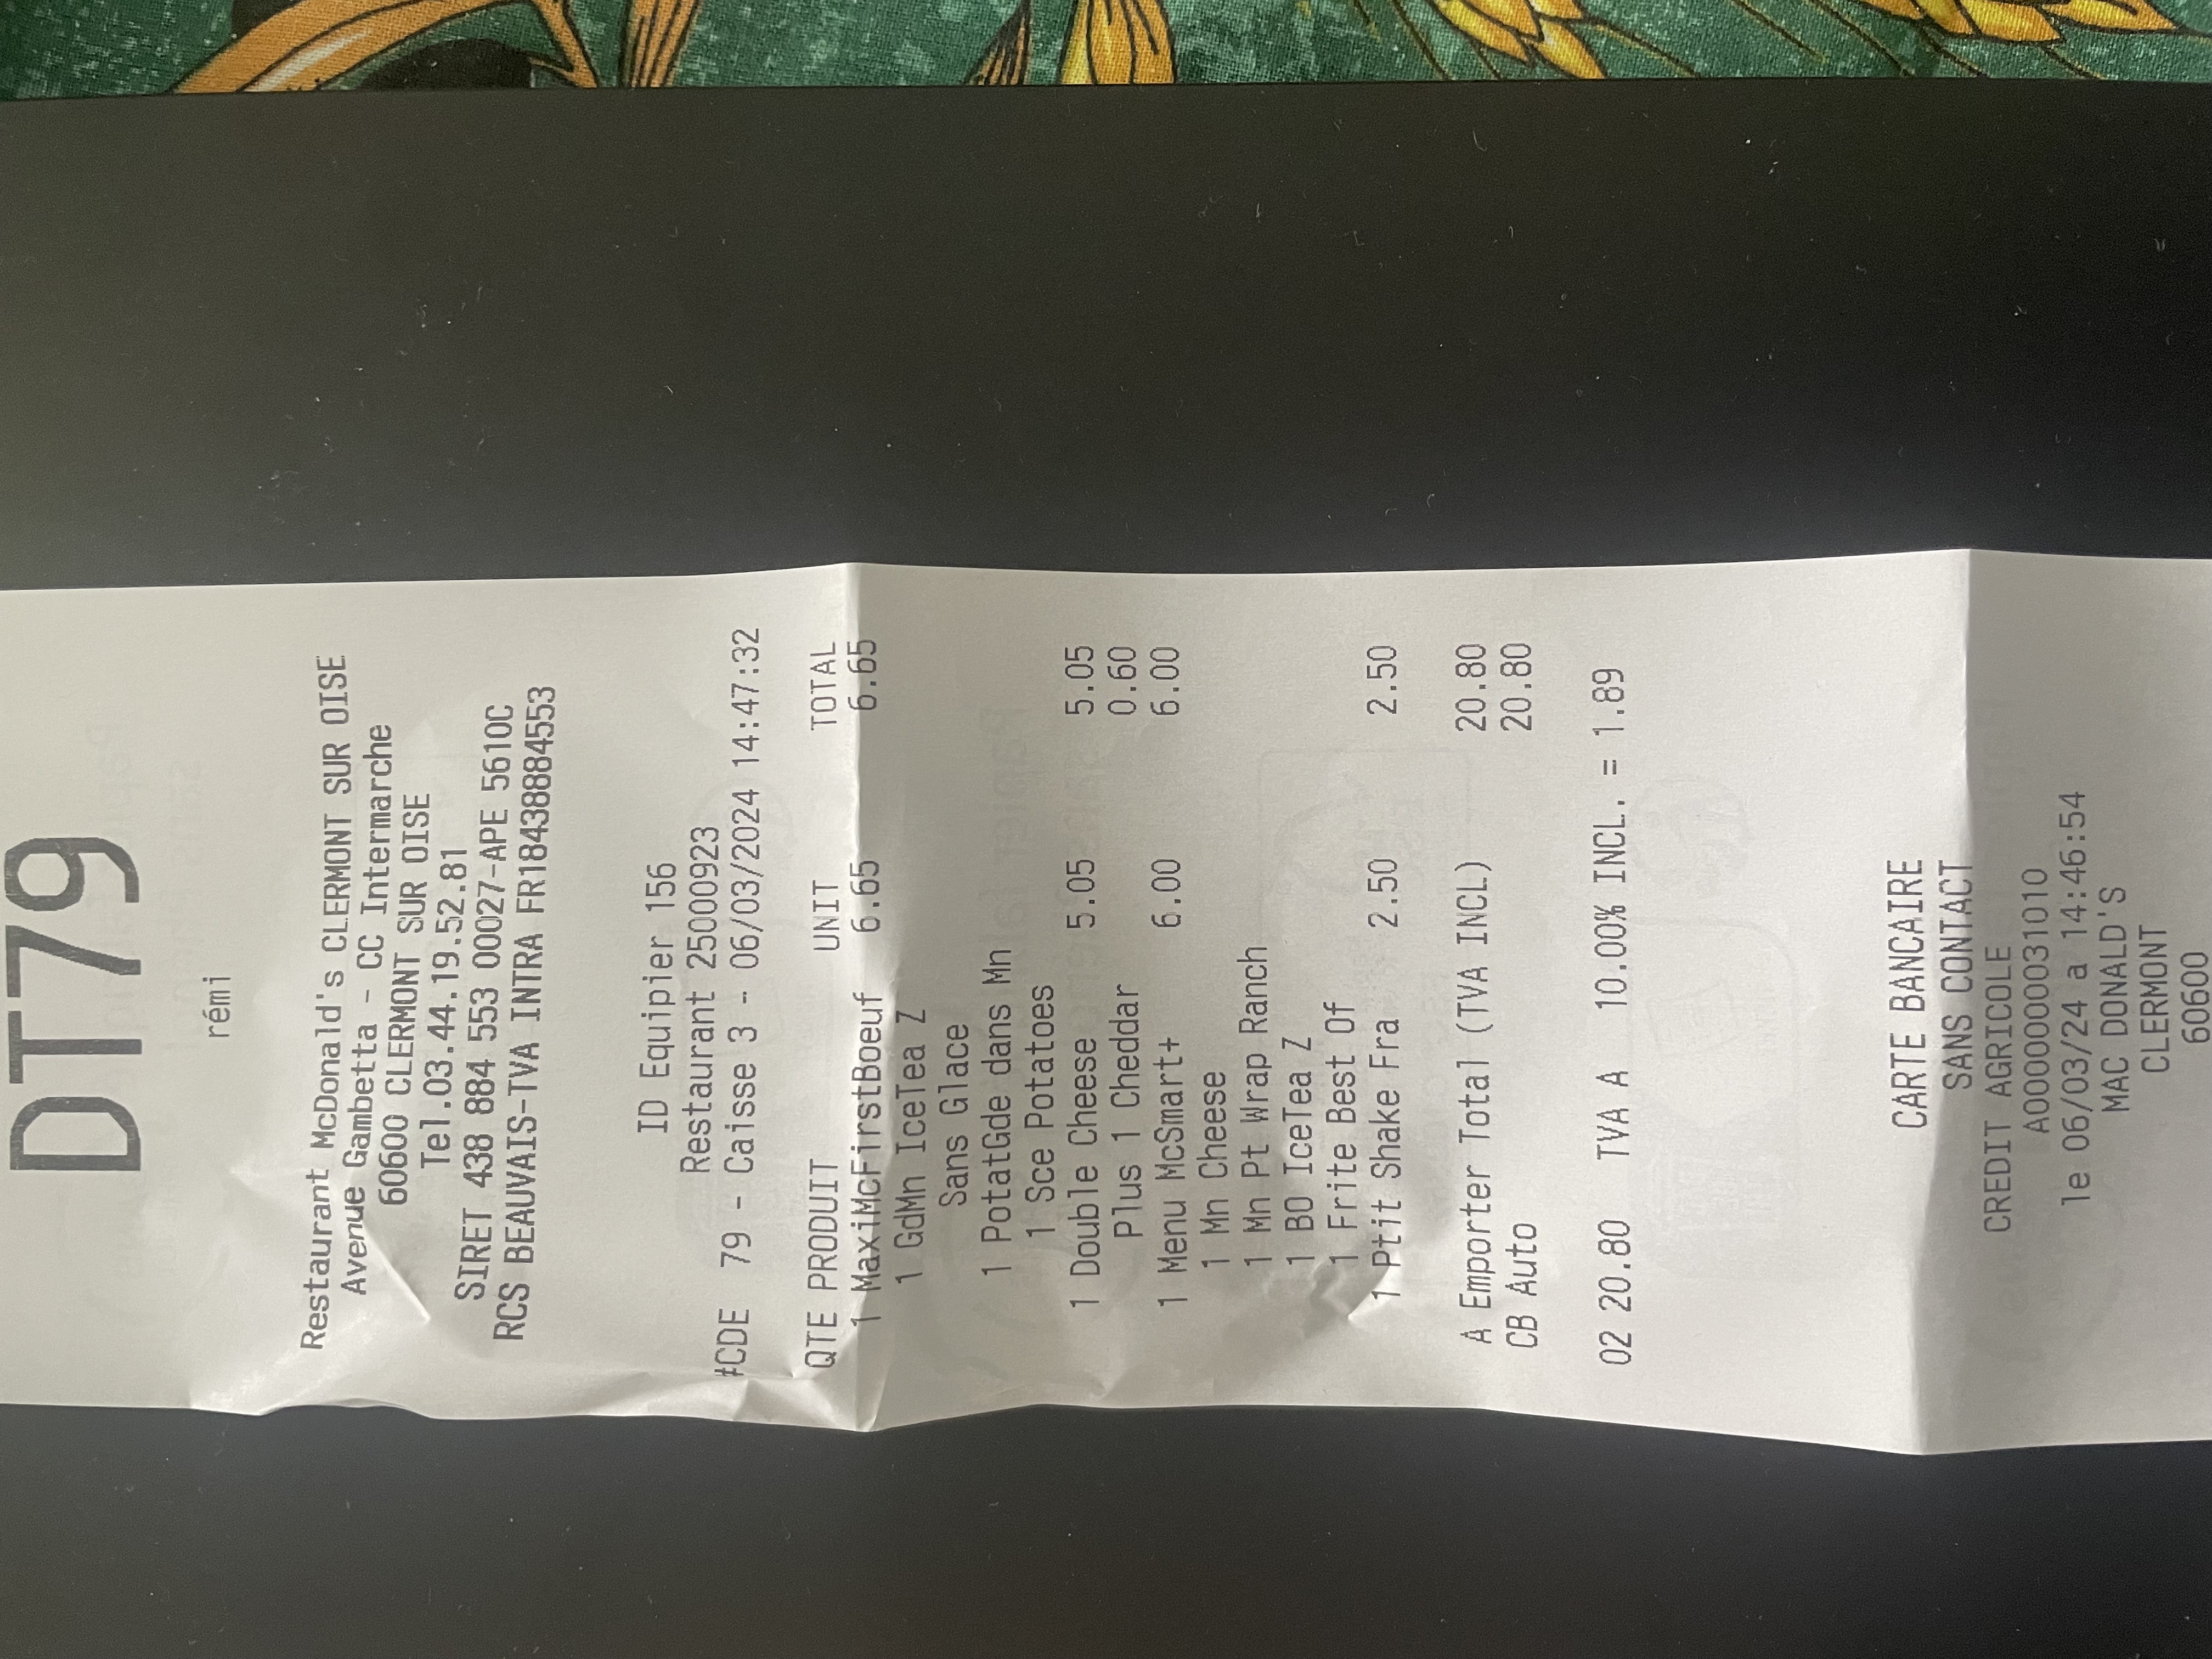 DT79
rémi
Restaurant McDonald's CLERMONT SUR OISE
Avenue Gambetta - CC Intermarche
60600 CLERMONT SUR OISE
Tel.03.44.19.52.81
SIRET 438 884 553 00027-APE 5610C
RCS BEAUVAIS-TVA INTRA FR18438884553
ID Equipier 156
Restaurant 25000923
#CDE 79 - Caisse 3 - 06/03/2024 14:47:32
QTE PRODUIT UNIT TOTAL
1 MaxiMcFirstBoeuf 6.65 6.65
1 GdMn IceTea Z
Sans Glace
1 PotatGde dans Mn
1 Sce Potatoes
1 Double Cheese 5.05 5.05
Plus 1 Cheddar 0.60
1 Menu McSmart+ 6.00 6.00
1 Mn Cheese
1 Mn Pt Wrap Ranch
1 BO IceTea Z
1 Frite Best Of
1 Ptit Shake Fra 2.50 2.50
A Emporter Total (TVA INCL) 20.80
CB Auto 20.80
02 20.80 TVA A 10.00% INCL. = 1.89
CARTE BANCAIRE
SANS CONTACT
CREDIT AGRICOLE
A0000000031010
le 06/03/24 a 14:46:54
MAC DONALD'S
CLERMONT
60600